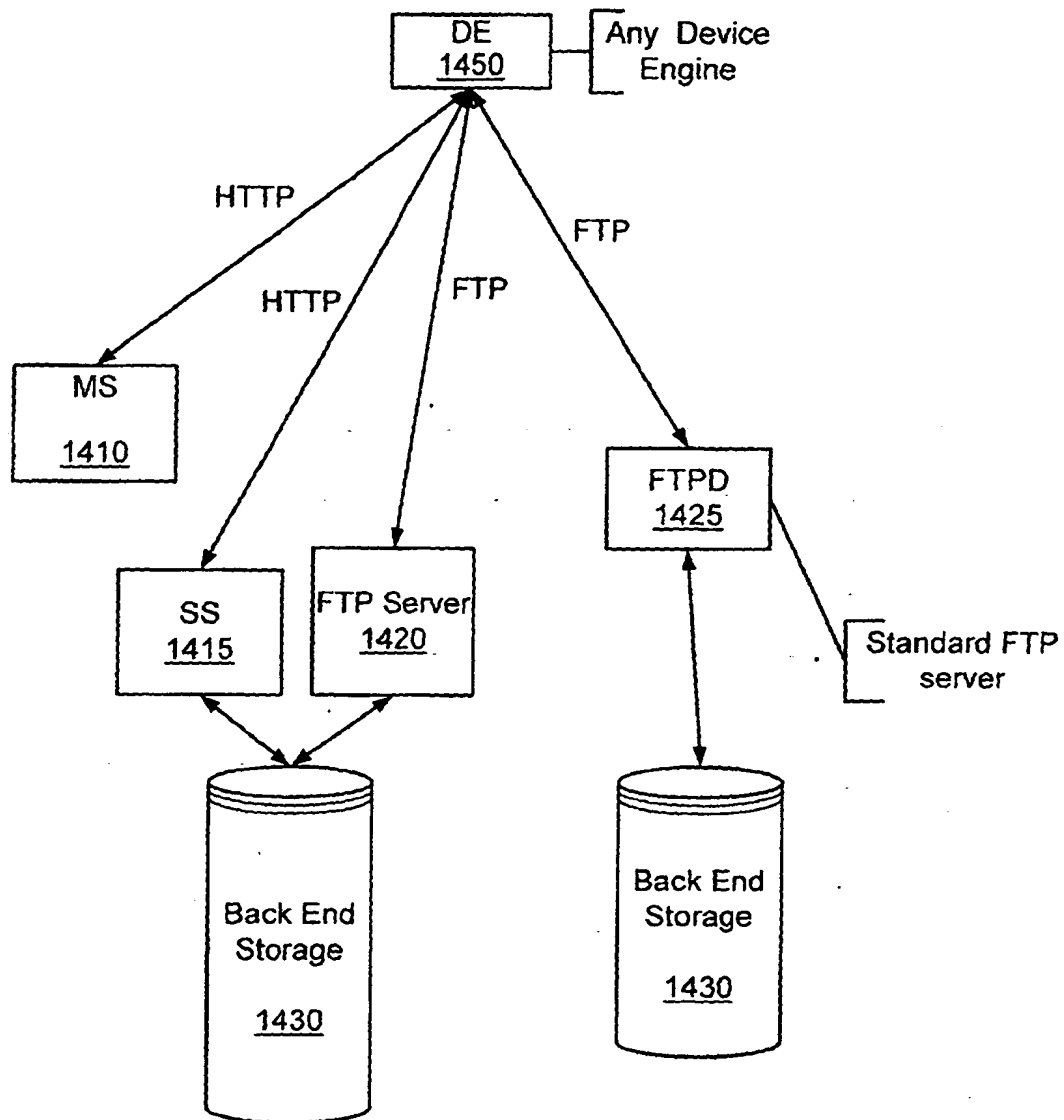 DE
1450
Any Device
Engine
HTTP
HTTP
FTP
FTP
MS
1410
FTPD
1425
SS
1415
FTP Server
1420
Standard FTP
server
Back End
Storage
1430
Back End
Storage
1430